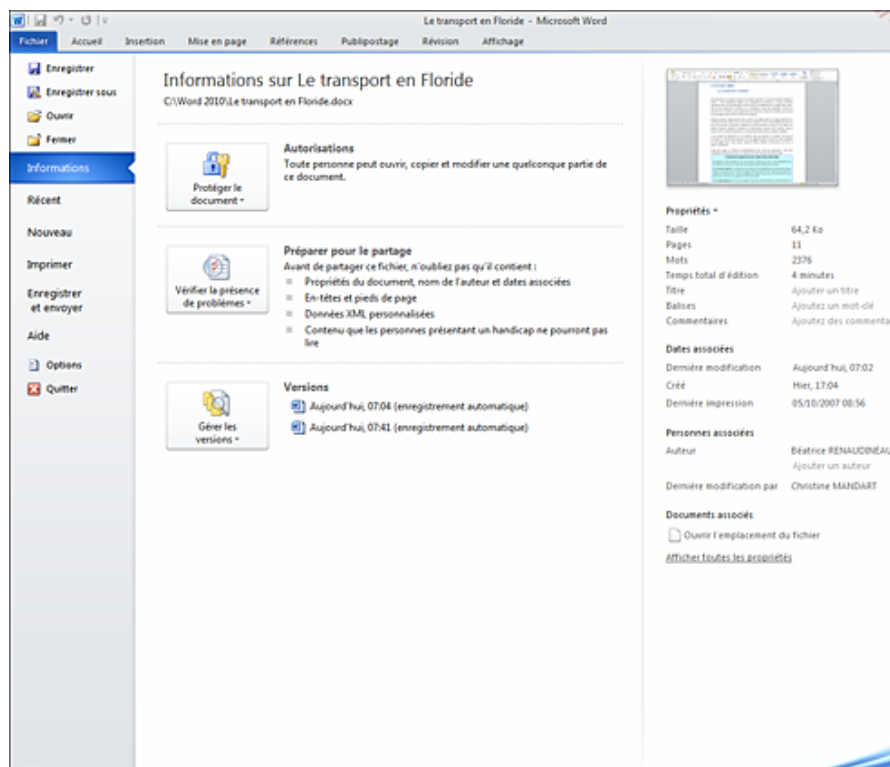 Le transport en Floride - Microsoft Word
Fichier Accueil Insertion Mise en page Références Publipostage Révision Affichage
Enregistrer
Enregistrer sous
Ouvrir
Fermer
Informations
Récent
Nouveau
Imprimer
Enregistrer
et envoyer
Aide
Options
Quitter
Informations sur Le transport en Floride
C:\Word 2010\Le transport en Floride.docx
Protéger le
document
Autorisations
Toute personne peut ouvrir, copier et modifier une quelconque partie de
ce document.
Vérifier la présence
de problèmes
Préparer pour le partage
Avant de partager ce fichier, n'oubliez pas qu'il contient :
Propriétés du document, nom de l'auteur et dates associées
En-têtes et pieds de page
Données XML personnalisées
Contenu que les personnes présentant un handicap ne pourront pas
lire
Gérer les
versions
Versions
Aujourd'hui, 07:04 (enregistrement automatique)
Aujourd'hui, 07:41 (enregistrement automatique)
Propriétés
Taille 64,2 Ko
Pages 11
Mots 2376
Temps total d'édition 4 minutes
Titre Ajouter un titre
Balises Ajoutez un mot-clé
Commentaires Ajoutez des commenta
Dates associées
Dernière modification Aujourd'hui, 07:02
Créé Hier, 17:04
Dernière impression 05/10/2007 08:56
Personnes associées
Auteur Béatrice RENAUDINEAU
Ajouter un auteur
Dernière modification par Christine MANDART
Documents associés
Ouvrir l'emplacement du fichier
Afficher toutes les propriétés